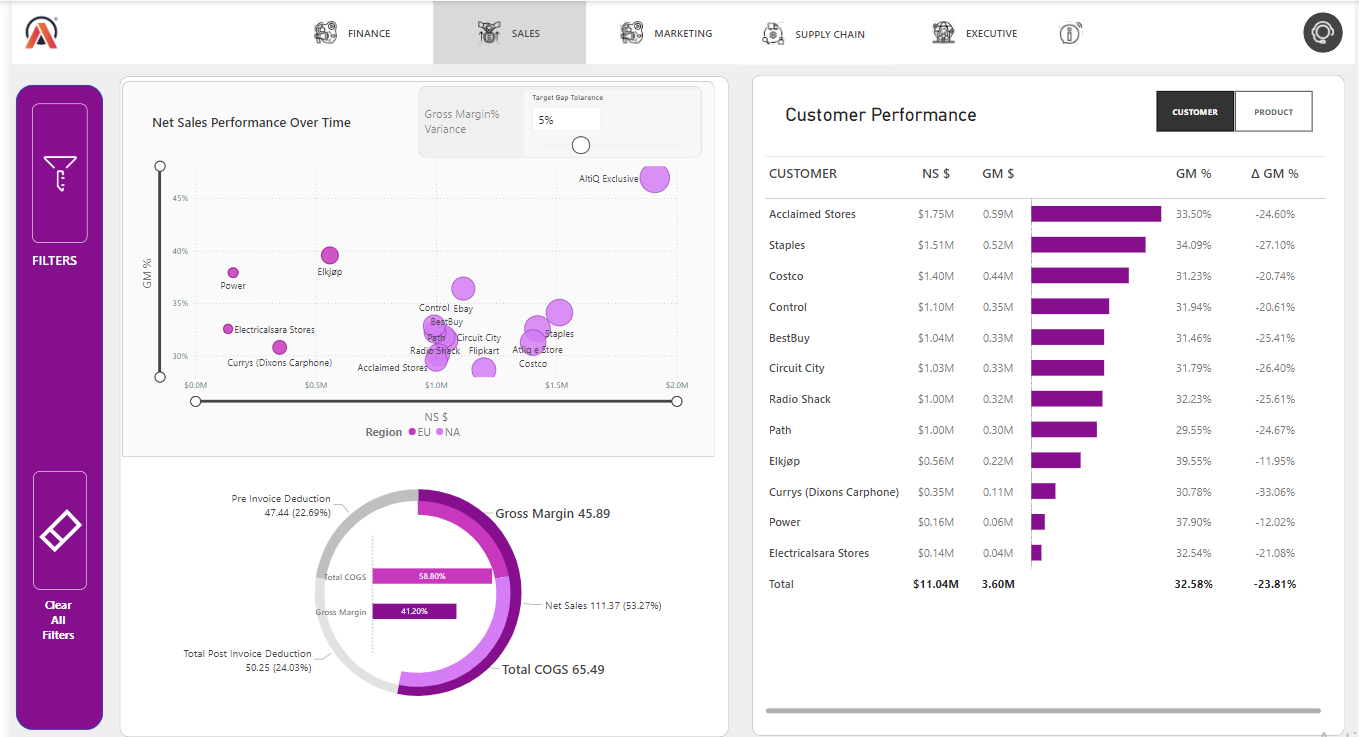 FINANCE
SALES
MARKETING
SUPPLY CHAIN
EXECUTIVE
FILTERS
Clear
All
Filters
Net Sales Performance Over Time
Gross Margin%
Variance
Target Gap Tolarence
5%
GM %
45%
40%
35%
30%
AltiQ Exclusive
Elkjøp
Power
Electricalsara Stores
Currys (Dixons Carphone)
Control
Ebay
BestBuy
Path
Circuit City
Staples
Radio Shack
Flipkart
Atliq e Store
Acclaimed Stores
Costco
$0.0M $0.5M $1.0M $1.5M $2.0M
NS $
Region EU NA
Pre Invoice Deduction
47.44 (22.69%)
Gross Margin 45.89
Total COGS 58.80%
Gross Margin 41.20%
Net Sales 111.37 (53.27%)
Total Post Invoice Deduction
50.25 (24.03%)
Total COGS 65.49
Customer Performance
CUSTOMER
PRODUCT
CUSTOMER NS $ GM $ GM % Δ GM %
Acclaimed Stores $1.75M 0.59M 33.50% -24.60%
Staples $1.51M 0.52M 34.09% -27.10%
Costco $1.40M 0.44M 31.23% -20.74%
Control $1.10M 0.35M 31.94% -20.61%
BestBuy $1.04M 0.33M 31.46% -25.41%
Circuit City $1.03M 0.33M 31.79% -26.40%
Radio Shack $1.00M 0.32M 32.23% -25.61%
Path $1.00M 0.30M 29.55% -24.67%
Elkjøp $0.56M 0.22M 39.55% -11.95%
Currys (Dixons Carphone) $0.35M 0.11M 30.78% -33.06%
Power $0.16M 0.06M 37.90% -12.02%
Electricalsara Stores $0.14M 0.04M 32.54% -21.08%
Total $11.04M 3.60M 32.58% -23.81%